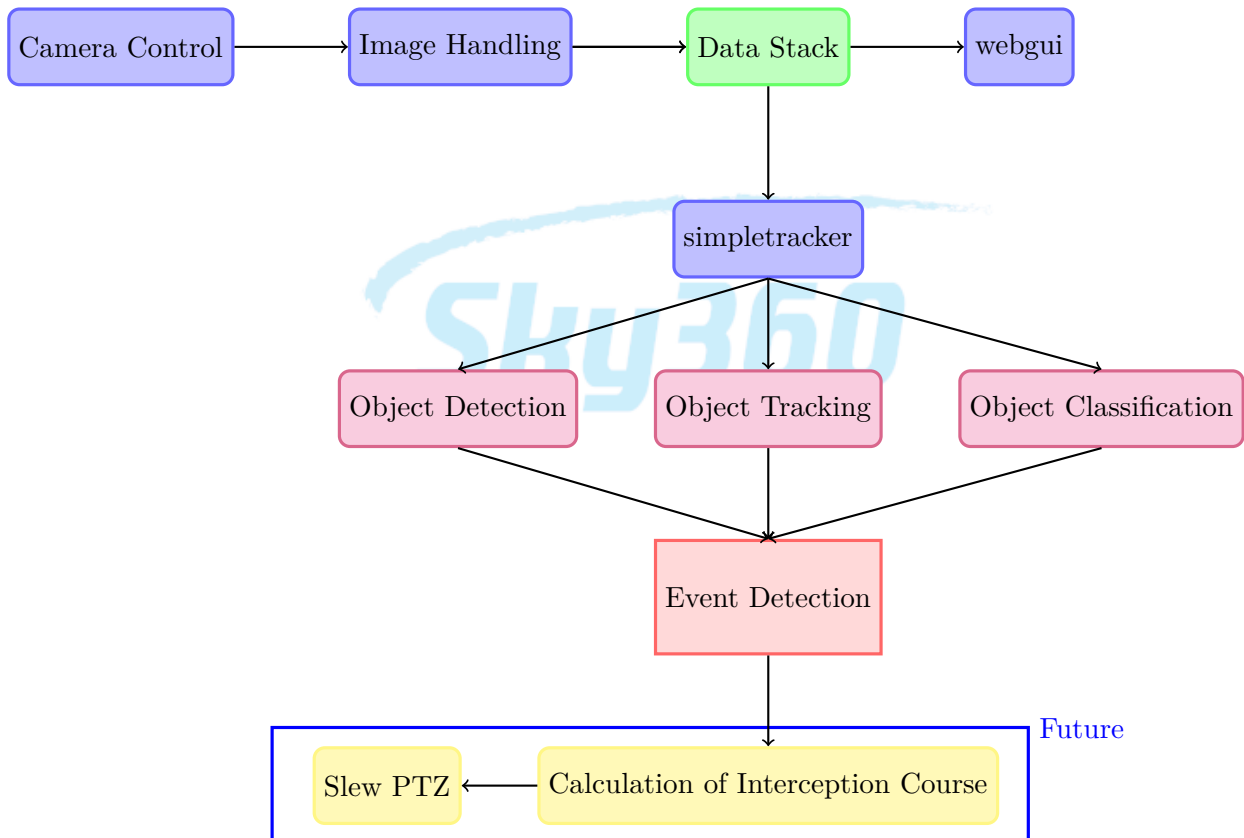 Camera Control
Image Handling
Data Stack
webgui
simpletracker
Sky360
Object Detection
Object Tracking
Object Classification
Event Detection
Future
Slew PTZ
Calculation of Interception Course